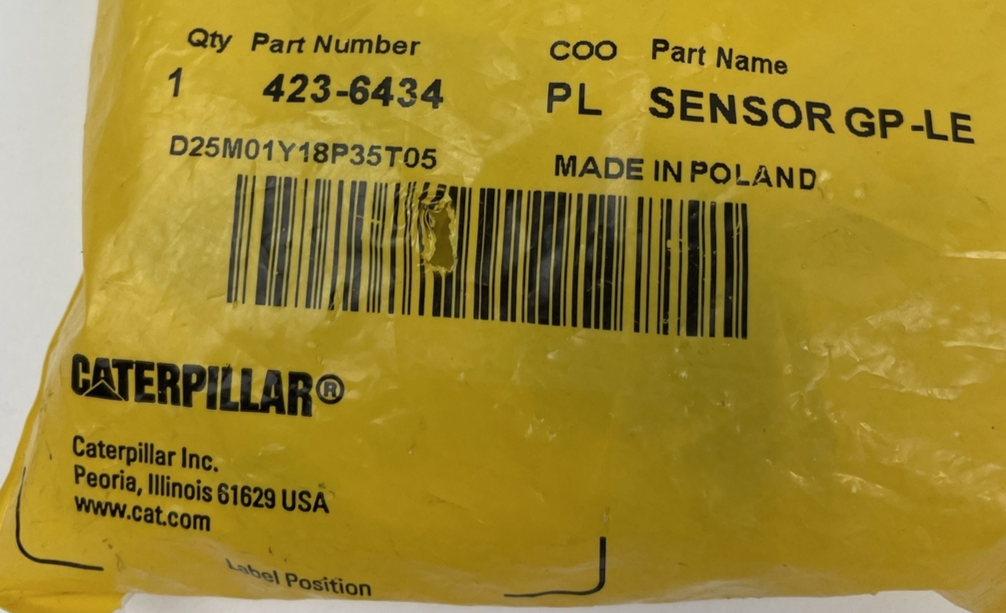 Qty Part Number COO Part Name
1 423-6434 PL SENSOR GP-LE
D25M01Y18P35T05 MADE IN POLAND
CATERPILLAR®
Caterpillar Inc.
Peoria, Illinois 61629 USA
www.cat.com
Label Position